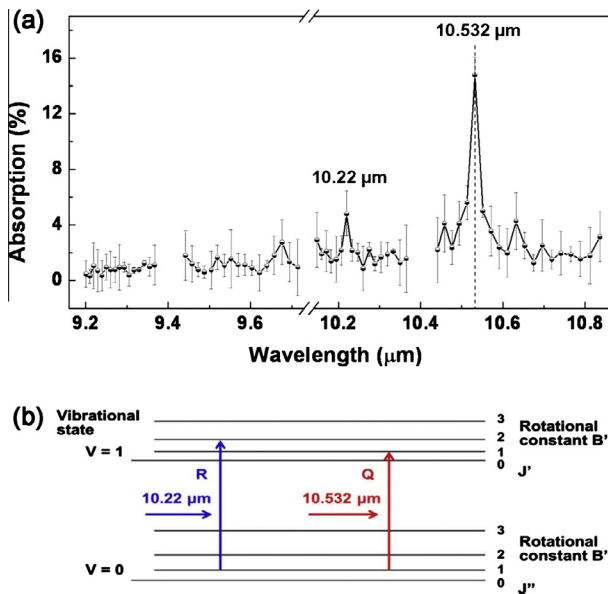 (a)
10.532 µm
10.22 µm
Absorption (%)
16
12
8
4
0
9.2 9.4 9.6 10.2 10.4 10.6 10.8
Wavelength (µm)
(b)
Vibrational
state
V = 1
3
2
1
0
Rotational
constant B'
J'
R
Q
10.22 µm
10.532 µm
3
2
1
0
Rotational
constant B'
J''
V = 0